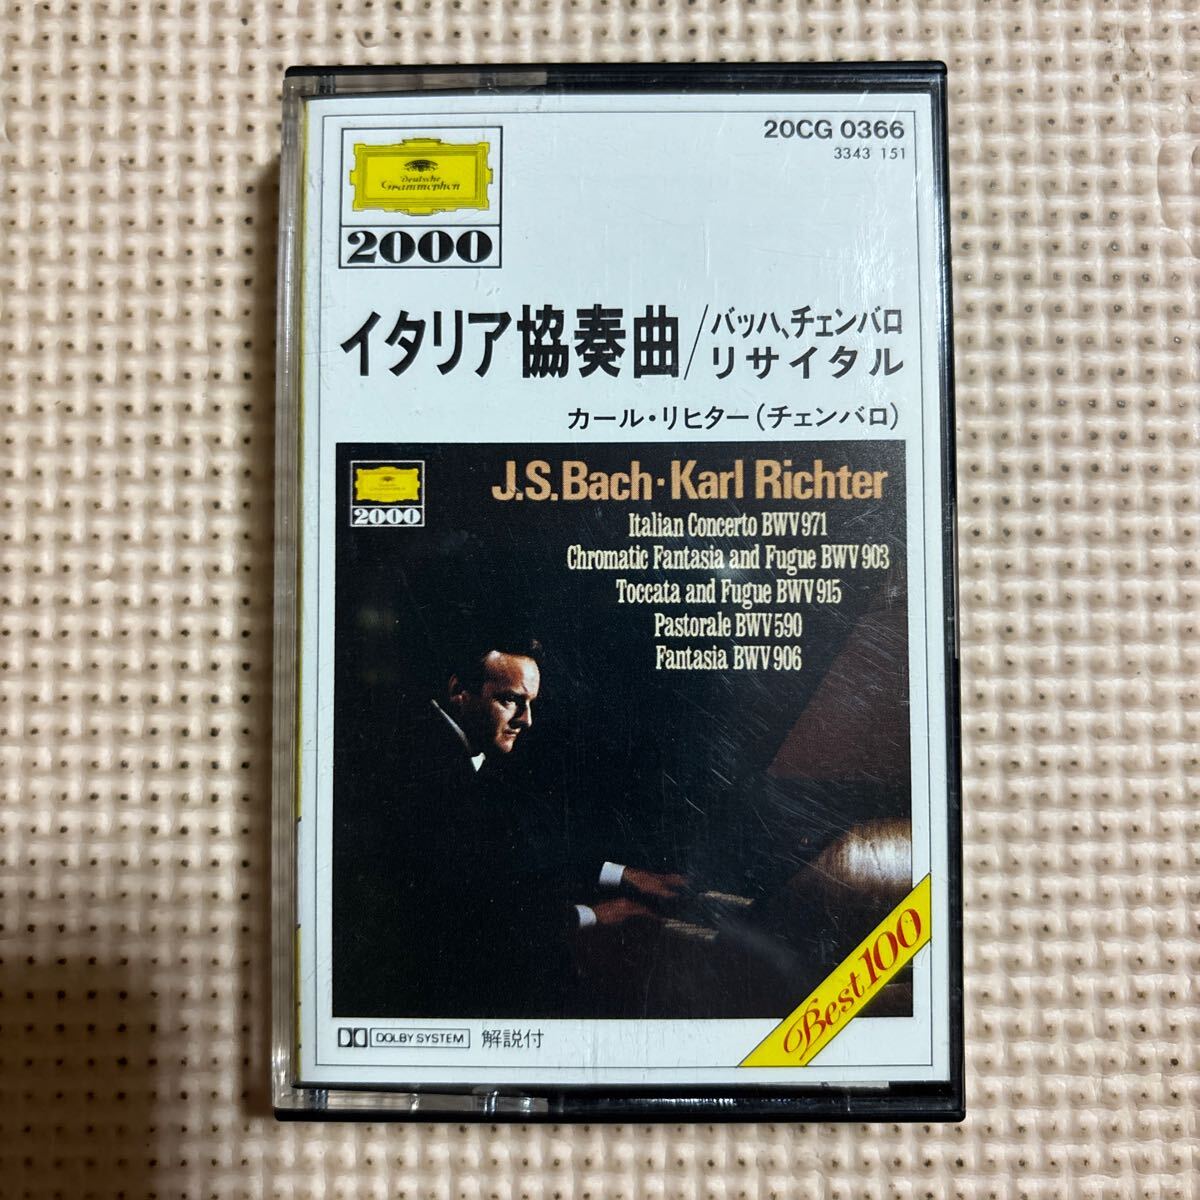 20CG 0366
3343 151
Deutsche
Grammophon
2000
イタリア協奏曲/バッハ、チェンバロ
リサイタル
カール・リヒター(チェンバロ)
2000
J.S.Bach・Karl Richter
Italian Concerto BWV 971
Chromatic Fantasia and Fugue BWV 903
Toccata and Fugue BWV 915
Pastorale BWV 590
Fantasia BWV 906
Best 100
DOLBY SYSTEM 解説付